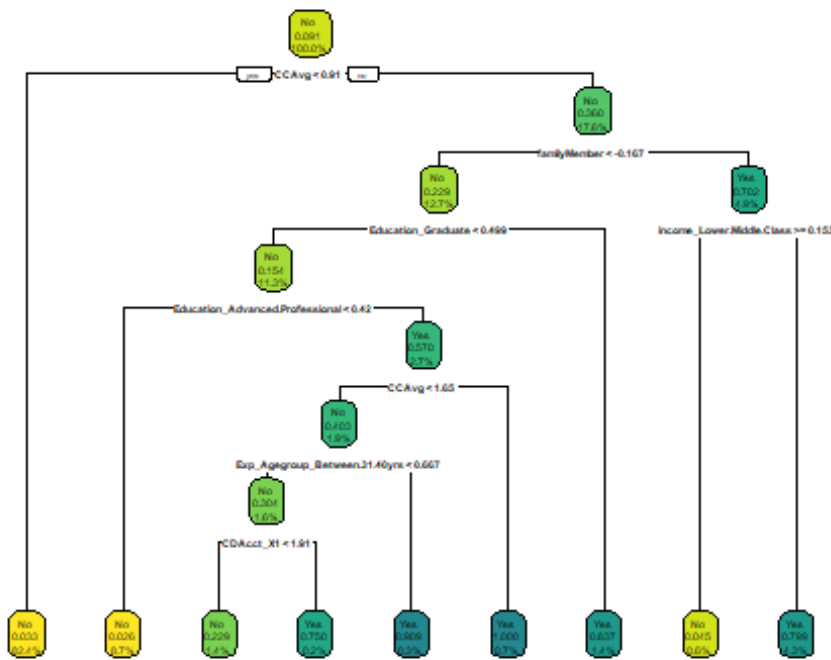 No
0.091
100.0%
yes
CCAvg < 0.91
no
No
0.360
17.6%
familyMember < -0.167
No
0.229
12.7%
Yes
0.702
4.9%
Education_Graduate < 0.499
Income_Lower.Middle.Class >= 0.153
No
0.154
11.3%
Education_Advanced.Professional < 0.42
Yes
0.570
2.7%
CCAvg < 1.65
No
0.403
1.9%
Exp_Agegroup_Between.31.40yrs < 0.667
No
0.304
1.6%
CDAcct_X1 < 1.91
No
0.033
82.4%
No
0.026
8.7%
No
0.229
1.4%
Yes
0.750
0.2%
Yes
0.909
0.3%
Yes
1.000
0.7%
Yes
0.837
1.4%
No
0.045
0.6%
Yes
0.799
4.3%